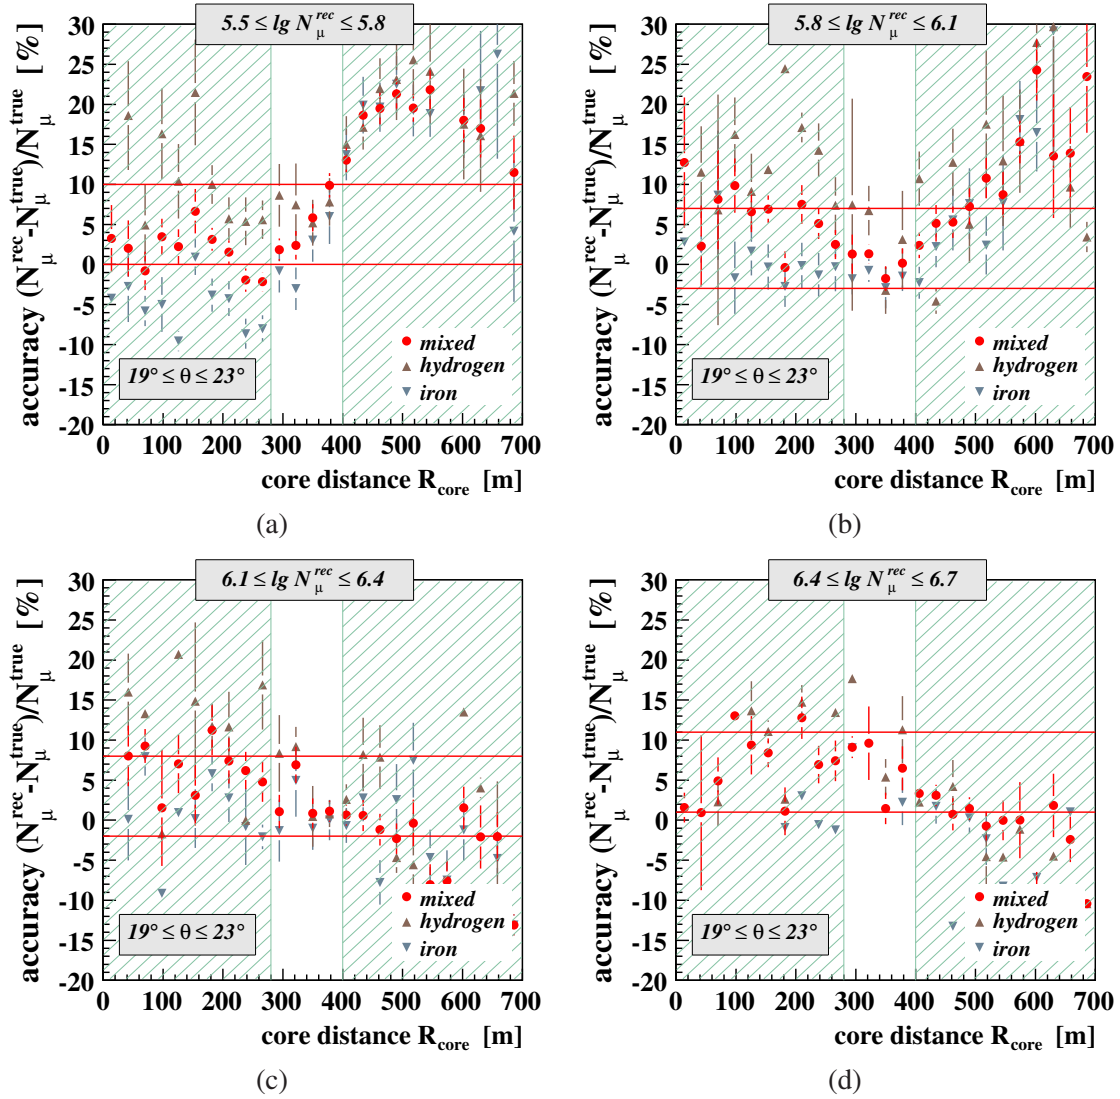 5.5 ≤ lg N_μ^rec ≤ 5.8
accuracy (N_μ^rec-N_μ^true)/N_μ^true [%]
30
25
20
15
10
5
0
-5
-10
-15
-20
mixed
hydrogen
iron
19° ≤ θ ≤ 23°
0 100 200 300 400 500 600 700
core distance R_core [m]
(a)
5.8 ≤ lg N_μ^rec ≤ 6.1
accuracy (N_μ^rec-N_μ^true)/N_μ^true [%]
30
25
20
15
10
5
0
-5
-10
-15
-20
mixed
hydrogen
iron
19° ≤ θ ≤ 23°
0 100 200 300 400 500 600 700
core distance R_core [m]
(b)
6.1 ≤ lg N_μ^rec ≤ 6.4
accuracy (N_μ^rec-N_μ^true)/N_μ^true [%]
30
25
20
15
10
5
0
-5
-10
-15
-20
mixed
hydrogen
iron
19° ≤ θ ≤ 23°
0 100 200 300 400 500 600 700
core distance R_core [m]
(c)
6.4 ≤ lg N_μ^rec ≤ 6.7
accuracy (N_μ^rec-N_μ^true)/N_μ^true [%]
30
25
20
15
10
5
0
-5
-10
-15
-20
mixed
hydrogen
iron
19° ≤ θ ≤ 23°
0 100 200 300 400 500 600 700
core distance R_core [m]
(d)